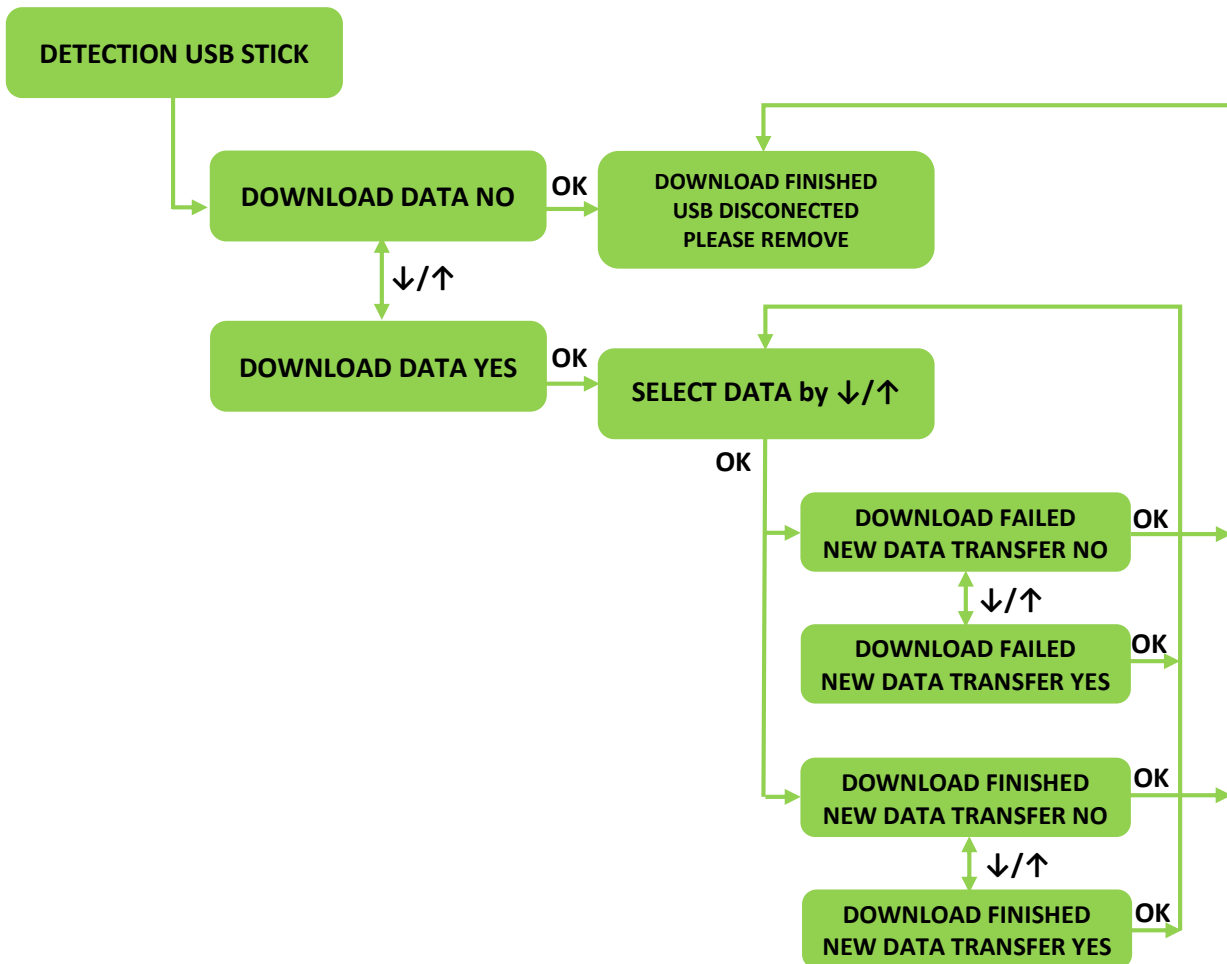 DETECTION USB STICK
DOWNLOAD DATA NO
OK
DOWNLOAD FINISHED
USB DISCONECTED
PLEASE REMOVE
↓/↑
DOWNLOAD DATA YES
OK
SELECT DATA by ↓/↑
OK
DOWNLOAD FAILED
NEW DATA TRANSFER NO
OK
↓/↑
DOWNLOAD FAILED
NEW DATA TRANSFER YES
OK
DOWNLOAD FINISHED
NEW DATA TRANSFER NO
OK
↓/↑
DOWNLOAD FINISHED
NEW DATA TRANSFER YES
OK